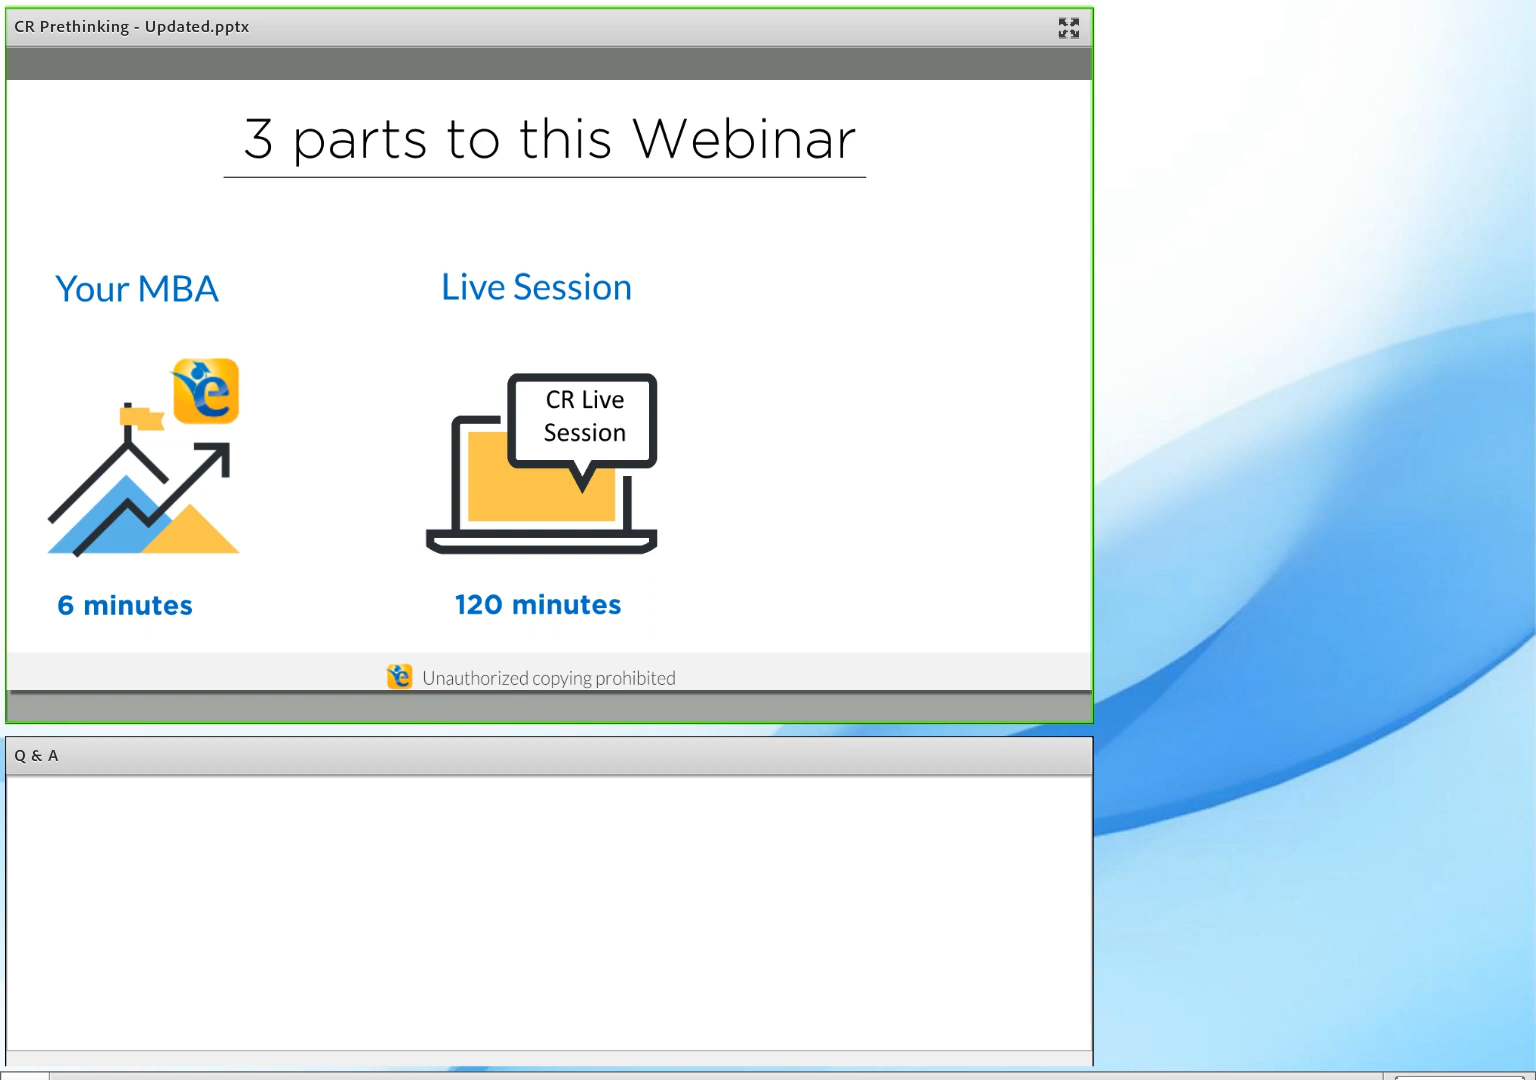 CR Prethinking - Updated.pptx
3 parts to this Webinar
Your MBA
Live Session
e
CR Live
Session
6 minutes
120 minutes
e
Unauthorized copying prohibited
Q & A